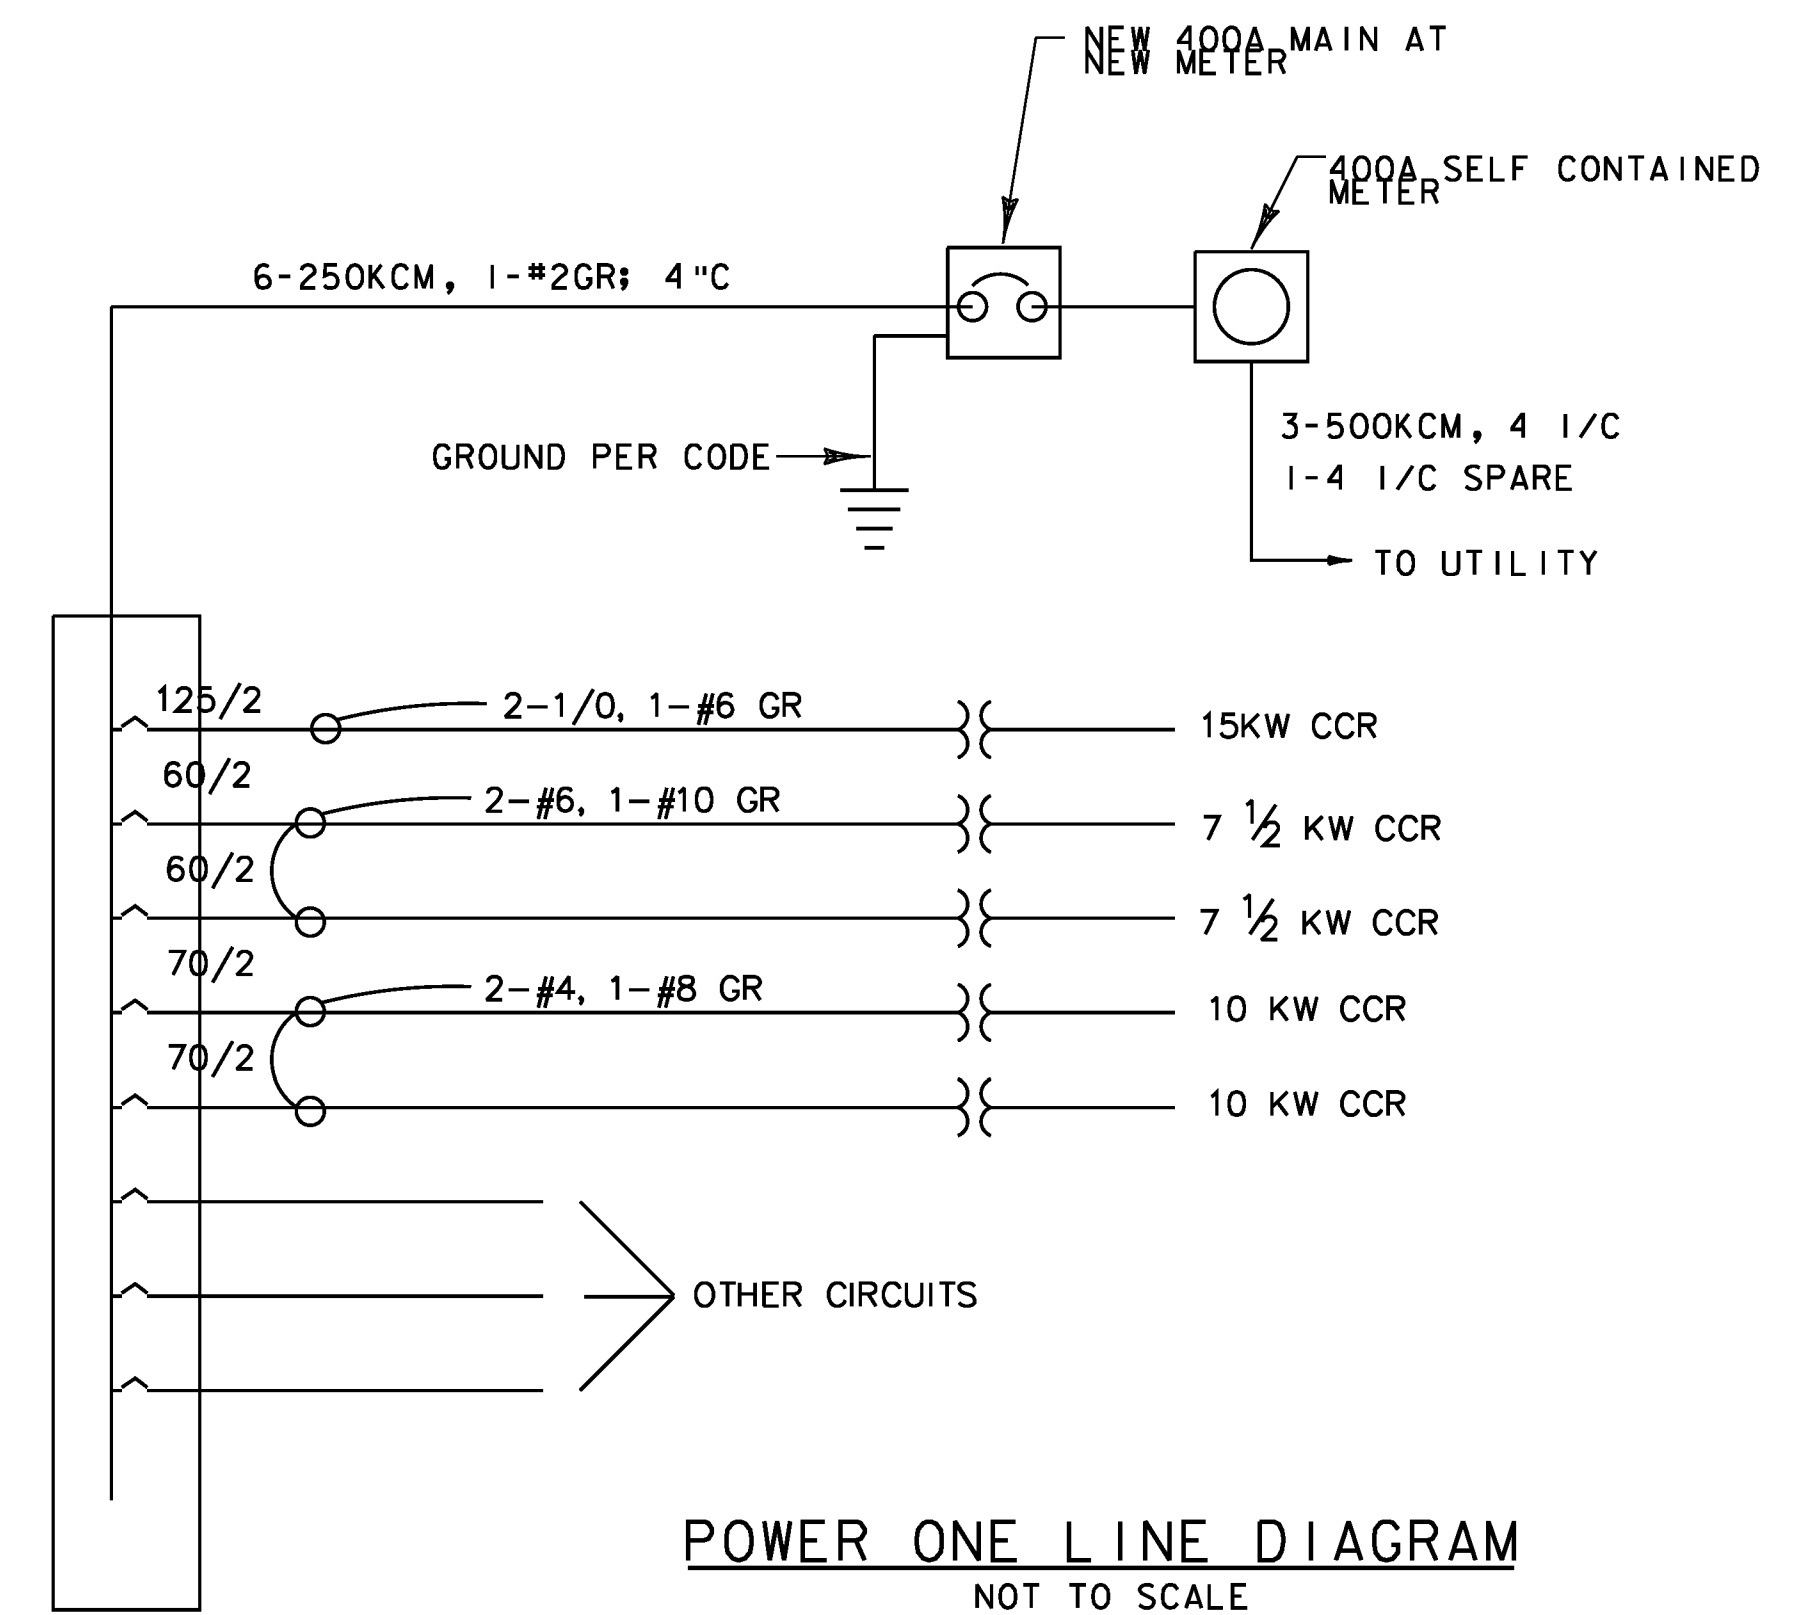 NEW 400A MAIN AT
NEW METER
400A SELF CONTAINED
METER
6-250KCM, 1-#2GR; 4"C
3-500KCM, 4 1/C
GROUND PER CODE
1-4 1/C SPARE
TO UTILITY
125/2
2-1/0, 1-#6 GR
15KW CCR
60/2
2-#6, 1-#10 GR
7 ½ KW CCR
60/2
7 ½ KW CCR
70/2
2-#4, 1-#8 GR
10 KW CCR
70/2
10 KW CCR
OTHER CIRCUITS
POWER ONE LINE DIAGRAM
NOT TO SCALE